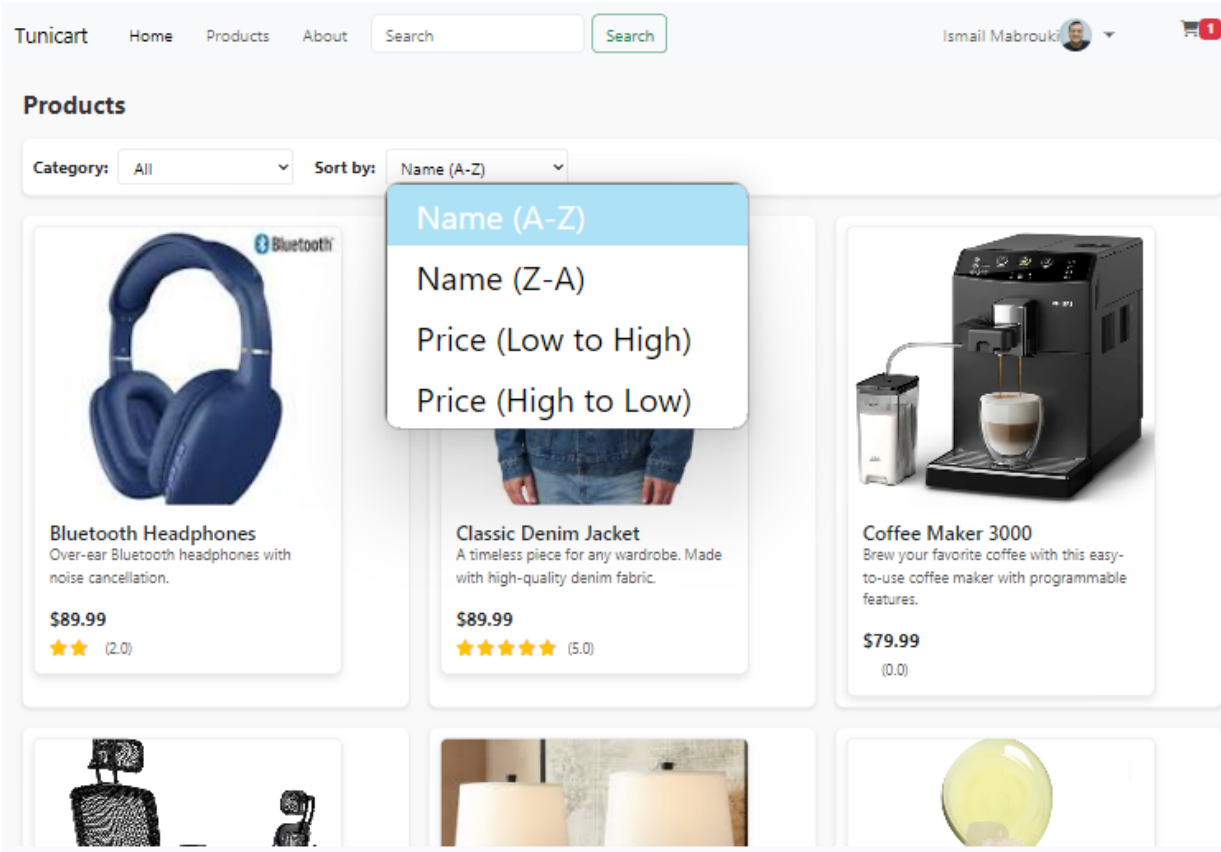 Tunicart Home Products About Search Search Ismail Mabrouki 1
Products
Category: All Sort by: Name (A-Z)
Name (A-Z)
Name (Z-A)
Price (Low to High)
Price (High to Low)
Bluetooth
Bluetooth Headphones
Over-ear Bluetooth headphones with
noise cancellation.
$89.99
(2.0)
Classic Denim Jacket
A timeless piece for any wardrobe. Made
with high-quality denim fabric.
$89.99
(5.0)
Coffee Maker 3000
Brew your favorite coffee with this easy-
to-use coffee maker with programmable
features.
$79.99
(0.0)